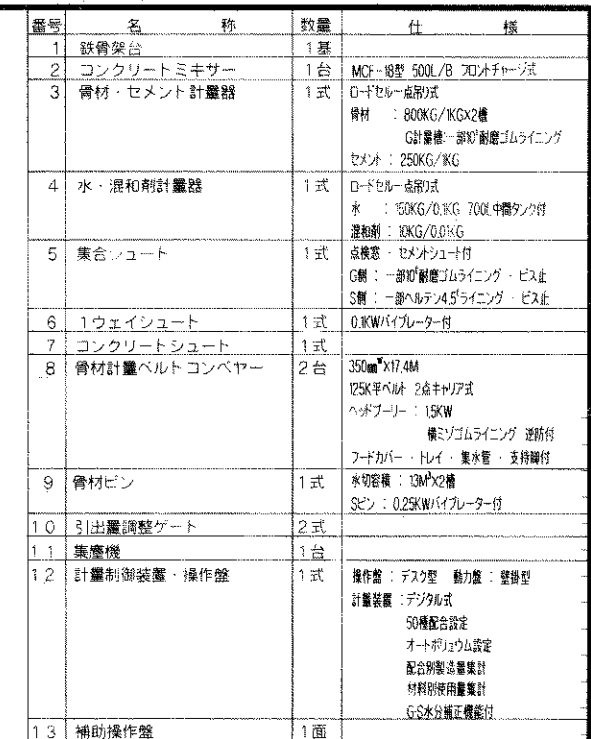 番号 名称 数量 仕様
1 鉄骨架台 1基
2 コンクリートミキサー 1台 MCF-18型 500L/B フロントチャージ式
3 骨材・セメント計量器 1式 ロードセル一点吊り式
骨材 : 800KG/1KGX2槽
G計量槽:一部10t耐磨ゴムライニング
セメント : 250KG/1KG
4 水・混和剤計量器 1式 ロードセル一点吊り式
水 : 150KG/0.1KG 700L中間タンク付
混和剤 : 10KG/0.01KG
5 集合シュート 1式 点検窓・セメントシュート付
G側 : 一部10t耐磨ゴムライニング・ビス止
S側 : 一部ハルテン4.5tライニング・ビス止
6 1ウェイシュート 1式 0.1KWバイブレーター付
7 コンクリートシュート 1式
8 骨材計量ベルトコンベヤー 2台 350mmWX17.4M
125K平ベルト 2点キャリア式
ヘッドプーリー : 1.5KW
横ミゾゴムライニング 逆防付
フードカバー・トレイ・集水管・支持脚付
9 骨材ビン 1式 水切容積 : 13M³X2槽
Sビン : 0.25KWバイブレーター付
10 引出量調整ゲート 2式
11 集塵機 1台
12 計量制御装置・操作盤 1式 操作盤 : デスク型 動力盤 : 壁掛型
計量装置 : デジタル式
50種配合設定
オートボリュウム設定
配合別製造量集計
材料別使用量集計
G・S水分補正機能付
13 補助操作盤 1面